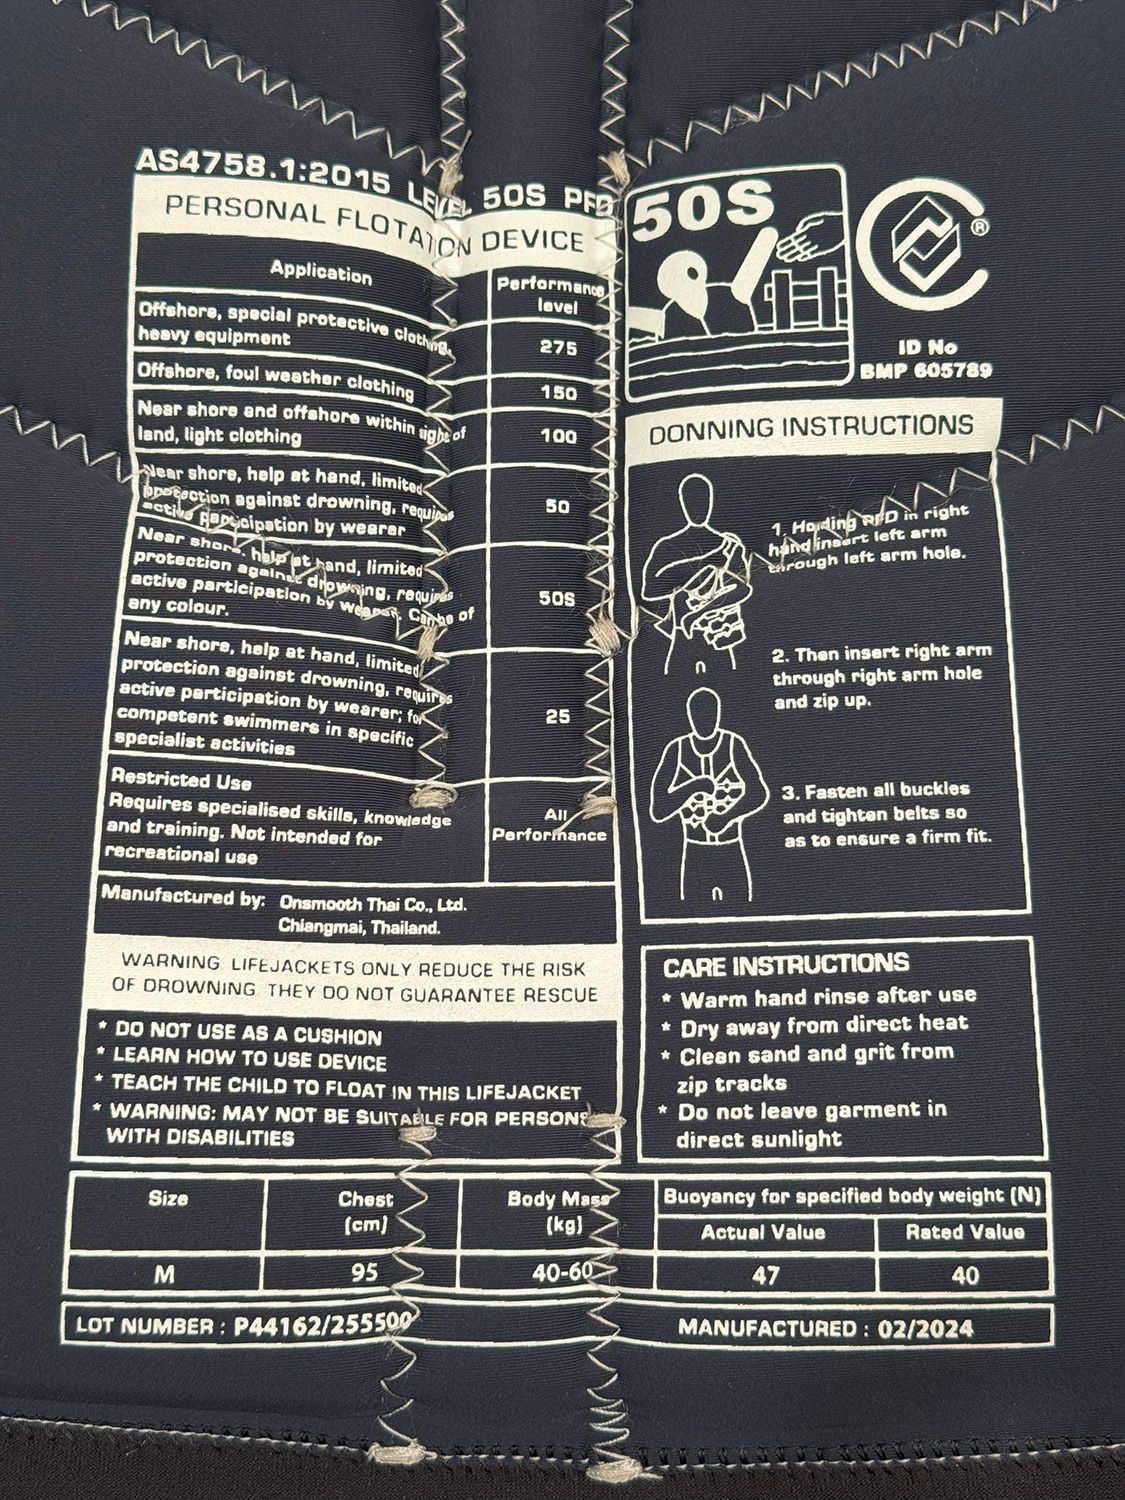 AS4758.1:2015 LEVEL 50S PFD
PERSONAL FLOTATION DEVICE
Application
Performance
level
Offshore, special protective clothing,
heavy equipment
275
Offshore, foul weather clothing
150
Near shore and offshore within sight of
land, light clothing
100
Near shore, help at hand, limited
protection against drowning, requires
active participation by wearer
50
Near shore, help at hand, limited
protection against drowning, requires
active participation by wearer, Can be of
any colour.
50S
Near shore, help at hand, limited
protection against drowning, requires
active participation by wearer; for
competent swimmers in specific
specialist activities
25
Restricted Use
Requires specialised skills, knowledge
and training. Not intended for
recreational use
All
Performance
Manufactured by: Onsmooth Thai Co., Ltd.
Chiangmai, Thailand.
WARNING LIFEJACKETS ONLY REDUCE THE RISK
OF DROWNING THEY DO NOT GUARANTEE RESCUE
* DO NOT USE AS A CUSHION
* LEARN HOW TO USE DEVICE
* TEACH THE CHILD TO FLOAT IN THIS LIFEJACKET
* WARNING: MAY NOT BE SUITABLE FOR PERSONS
WITH DISABILITIES
50S
®
ID No
BMP 605789
DONNING INSTRUCTIONS
1. Holding PFD in right
hand insert left arm
through left arm hole.
2. Then insert right arm
through right arm hole
and zip up.
3. Fasten all buckles
and tighten belts so
as to ensure a firm fit.
CARE INSTRUCTIONS
* Warm hand rinse after use
* Dry away from direct heat
* Clean sand and grit from
zip tracks
* Do not leave garment in
direct sunlight
Size
Chest
(cm)
Body Mass
(kg)
Buoyancy for specified body weight (N)
Actual Value
Rated Value
M
95
40-60
47
40
LOT NUMBER : P44162/255500
MANUFACTURED : 02/2024